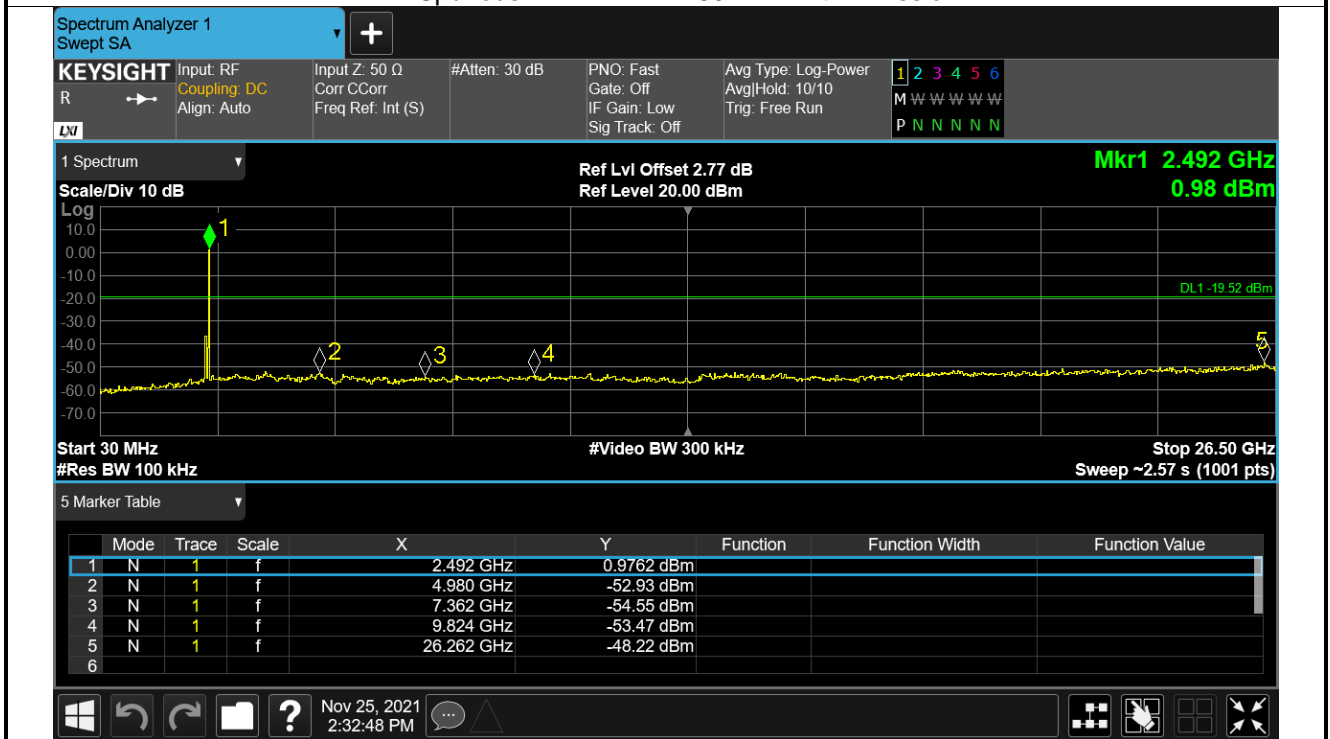 Spectrum Analyzer 1
Swept SA
+
KEYSIGHT
R
LXI
Input: RF
Coupling: DC
Align: Auto
Input Z: 50 Ω
Corr CCorr
Freq Ref: Int (S)
#Atten: 30 dB
PNO: Fast
Gate: Off
IF Gain: Low
Sig Track: Off
Avg Type: Log-Power
Avg|Hold: 10/10
Trig: Free Run
1 2 3 4 5 6
M W W W W W
P N N N N N
1 Spectrum
Ref Lvl Offset 2.77 dB
Mkr1 2.492 GHz
Scale/Div 10 dB
Ref Level 20.00 dBm
0.98 dBm
Log
10.0
0.00
-10.0
-20.0
-30.0
-40.0
-50.0
-60.0
-70.0
1
2
3
4
5
DL1 -19.52 dBm
Start 30 MHz
#Video BW 300 kHz
Stop 26.50 GHz
#Res BW 100 kHz
Sweep ~2.57 s (1001 pts)
5 Marker Table
Mode Trace Scale X Y Function Function Width Function Value
1 N 1 f 2.492 GHz 0.9762 dBm
2 N 1 f 4.980 GHz -52.93 dBm
3 N 1 f 7.362 GHz -54.55 dBm
4 N 1 f 9.824 GHz -53.47 dBm
5 N 1 f 26.262 GHz -48.22 dBm
6
?
Nov 25, 2021
2:32:48 PM